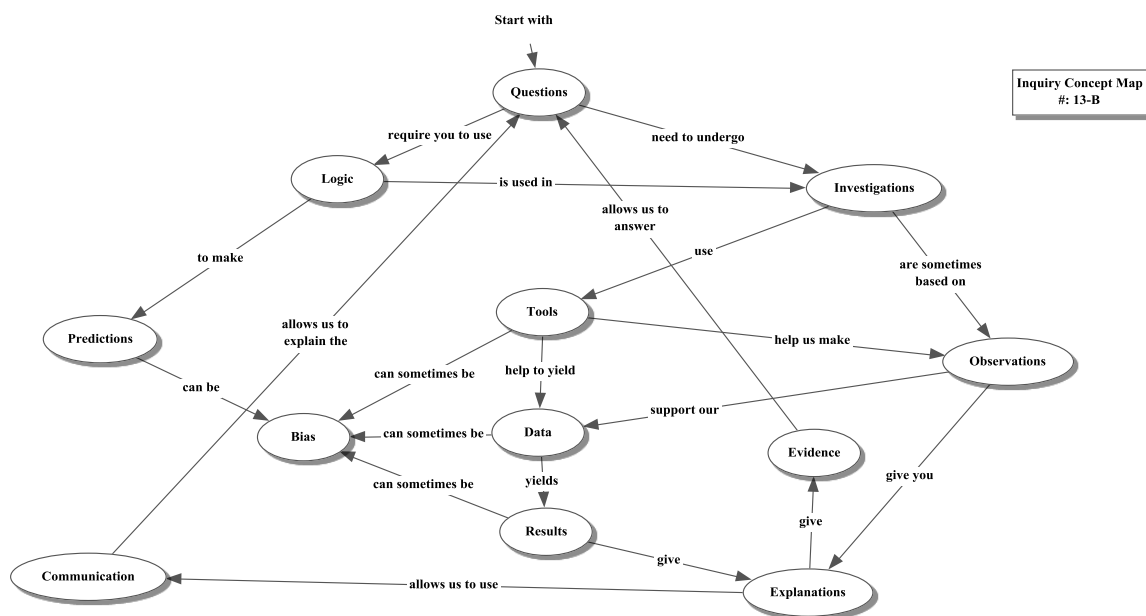 Start with
Inquiry Concept Map
#: 13-B
Questions
require you to use
need to undergo
Logic
is used in
Investigations
allows us to
answer
to make
use
are sometimes
based on
Tools
Predictions
allows us to
explain the
help us make
Observations
can sometimes be
help to yield
can be
support our
Bias
can sometimes be
Data
Evidence
can sometimes be
yields
give you
Results
give
give
Communication
allows us to use
Explanations